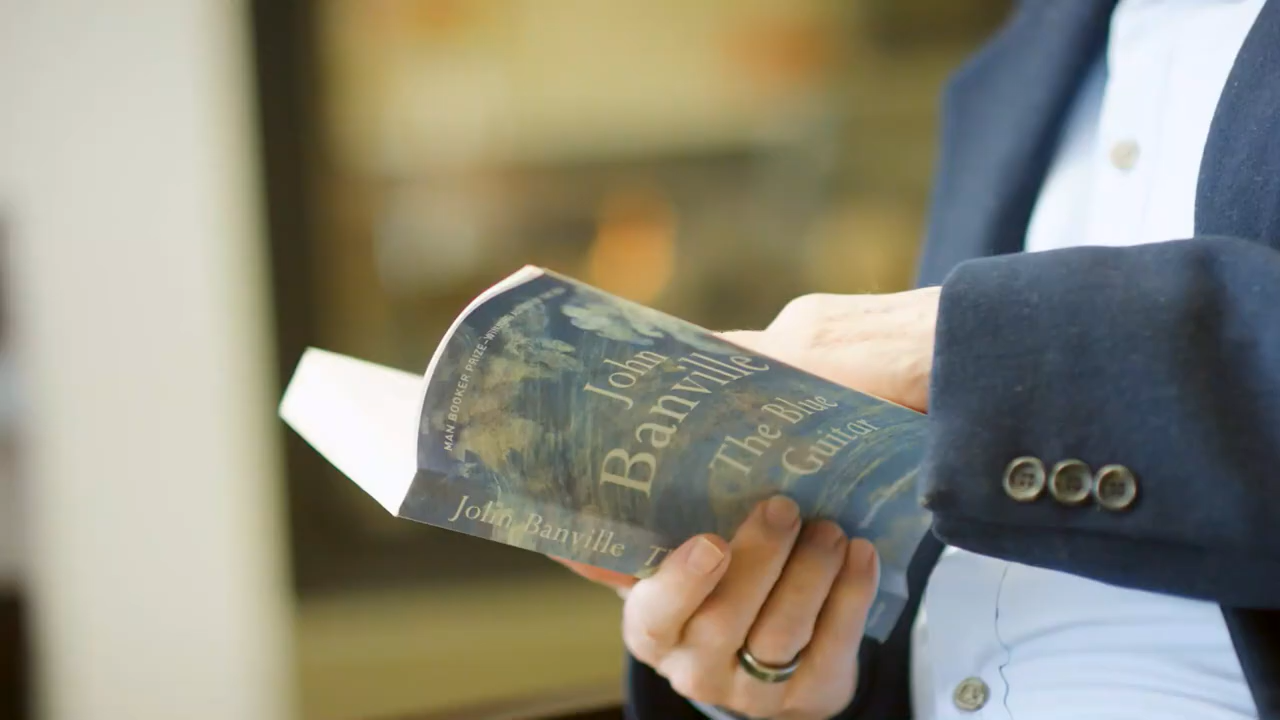 MAN BOOKER PRIZE-WINNING
John
Banville
The Blue
Guitar
John Banville